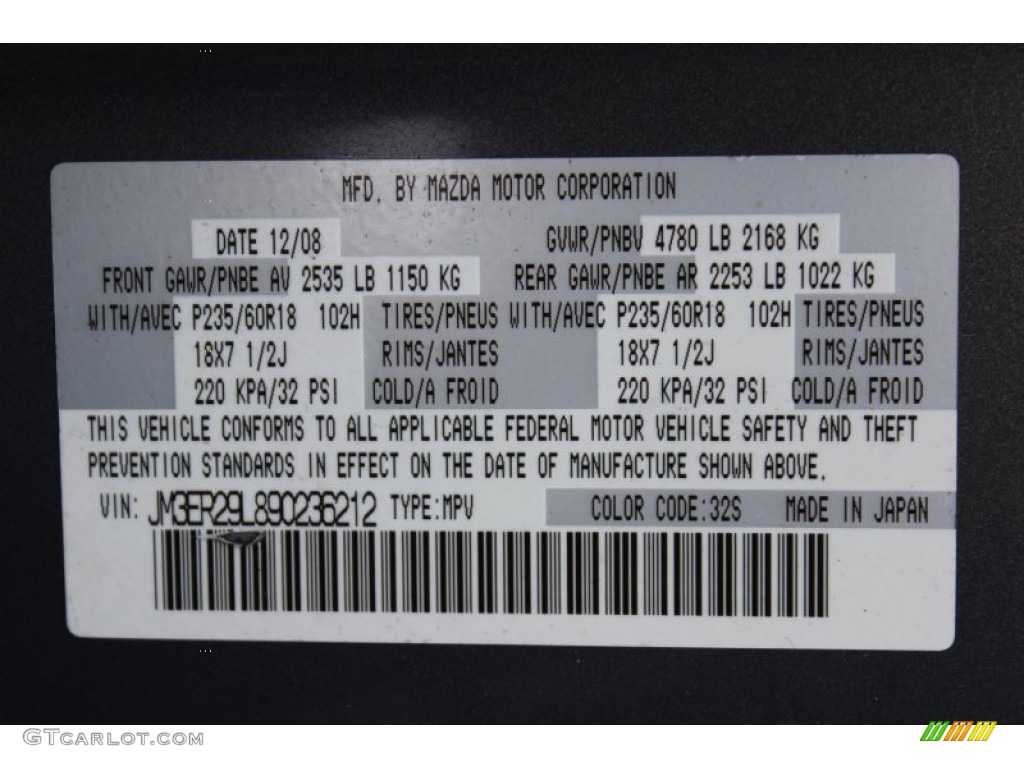 MFD. BY MAZDA MOTOR CORPORATION
DATE 12/08 GVWR/PNBV 4780 LB 2168 KG
FRONT GAWR/PNBE AV 2535 LB 1150 KG REAR GAWR/PNBE AR 2253 LB 1022 KG
WITH/AVEC P235/60R18 102H TIRES/PNEUS WITH/AVEC P235/60R18 102H TIRES/PNEUS
18X7 1/2J RIMS/JANTES 18X7 1/2J RIMS/JANTES
220 KPA/32 PSI COLD/A FROID 220 KPA/32 PSI COLD/A FROID
THIS VEHICLE CONFORMS TO ALL APPLICABLE FEDERAL MOTOR VEHICLE SAFETY AND THEFT
PREVENTION STANDARDS IN EFFECT ON THE DATE OF MANUFACTURE SHOWN ABOVE.
VIN: JM3ER29L890236212 TYPE:MPV COLOR CODE:32S MADE IN JAPAN
GTCarlot.com